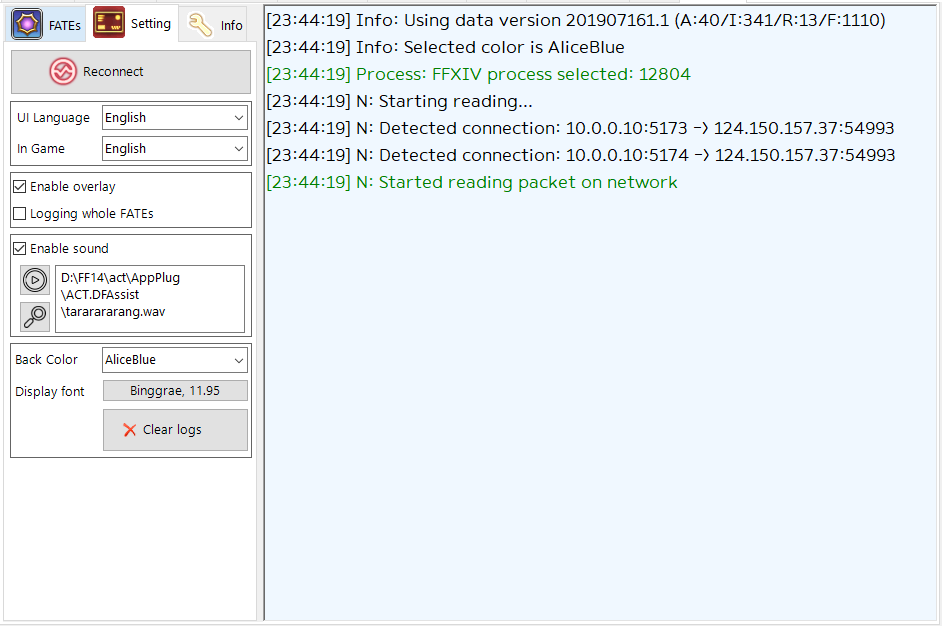 FATEs
Setting
Info
Reconnect
UI Language
English
In Game
English
Enable overlay
Logging whole FATEs
Enable sound
D:\FF14\act\AppPlug
\ACT.DFAssist
\tarararararang.wav
Back Color
AliceBlue
Display font
Binggrae, 11.95
Clear logs
[23:44:19] Info: Using data version 201907161.1 (A:40/I:341/R:13/F:1110)
[23:44:19] Info: Selected color is AliceBlue
[23:44:19] Process: FFXIV process selected: 12804
[23:44:19] N: Starting reading...
[23:44:19] N: Detected connection: 10.0.0.10:5173 -> 124.150.157.37:54993
[23:44:19] N: Detected connection: 10.0.0.10:5174 -> 124.150.157.37:54993
[23:44:19] N: Started reading packet on network